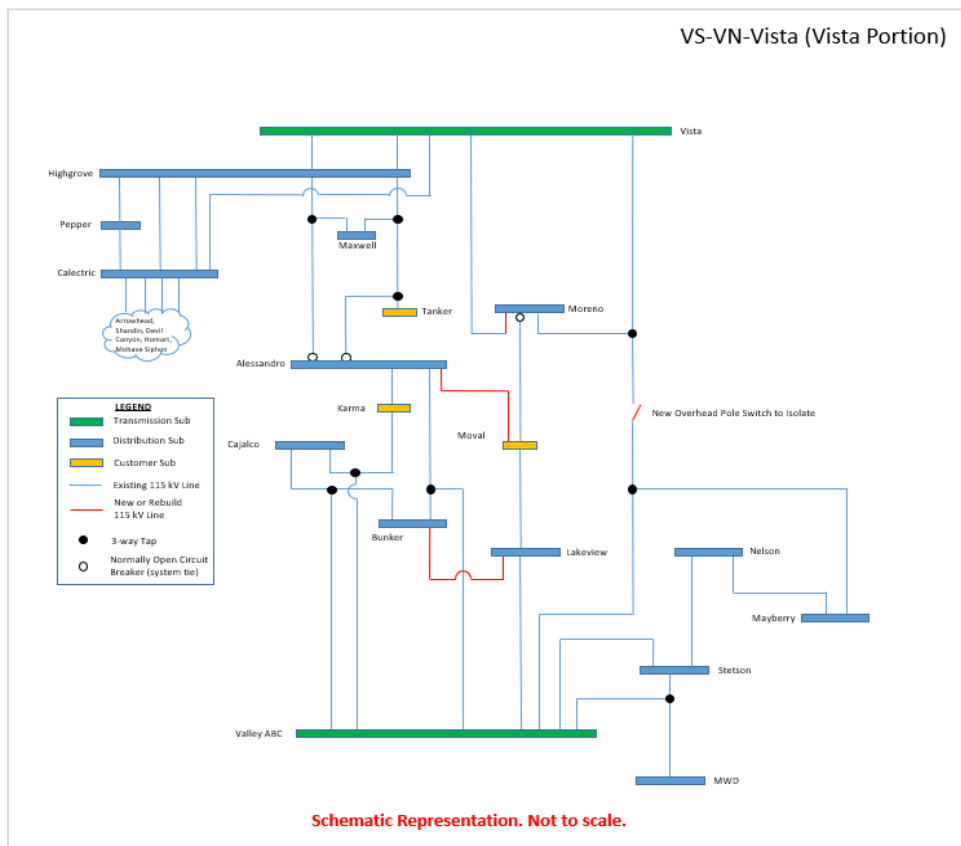 VS-VN-Vista (Vista Portion)
Vista
Highgrove
Pepper
Maxwell
Calectric
Arrowhead,
Shandin, Devil
Canyon, Homart,
Mohave Siphon
Tanker
Moreno
Alessandro
Karma
New Overhead Pole Switch to Isolate
Moval
Cajalco
LEGEND
Transmission Sub
Distribution Sub
Customer Sub
Existing 115 kV Line
New or Rebuild
115 kV Line
3-way Tap
Normally Open Circuit
Breaker (system tie)
Bunker
Lakeview
Nelson
Mayberry
Stetson
Valley ABC
MWD
Schematic Representation. Not to scale.